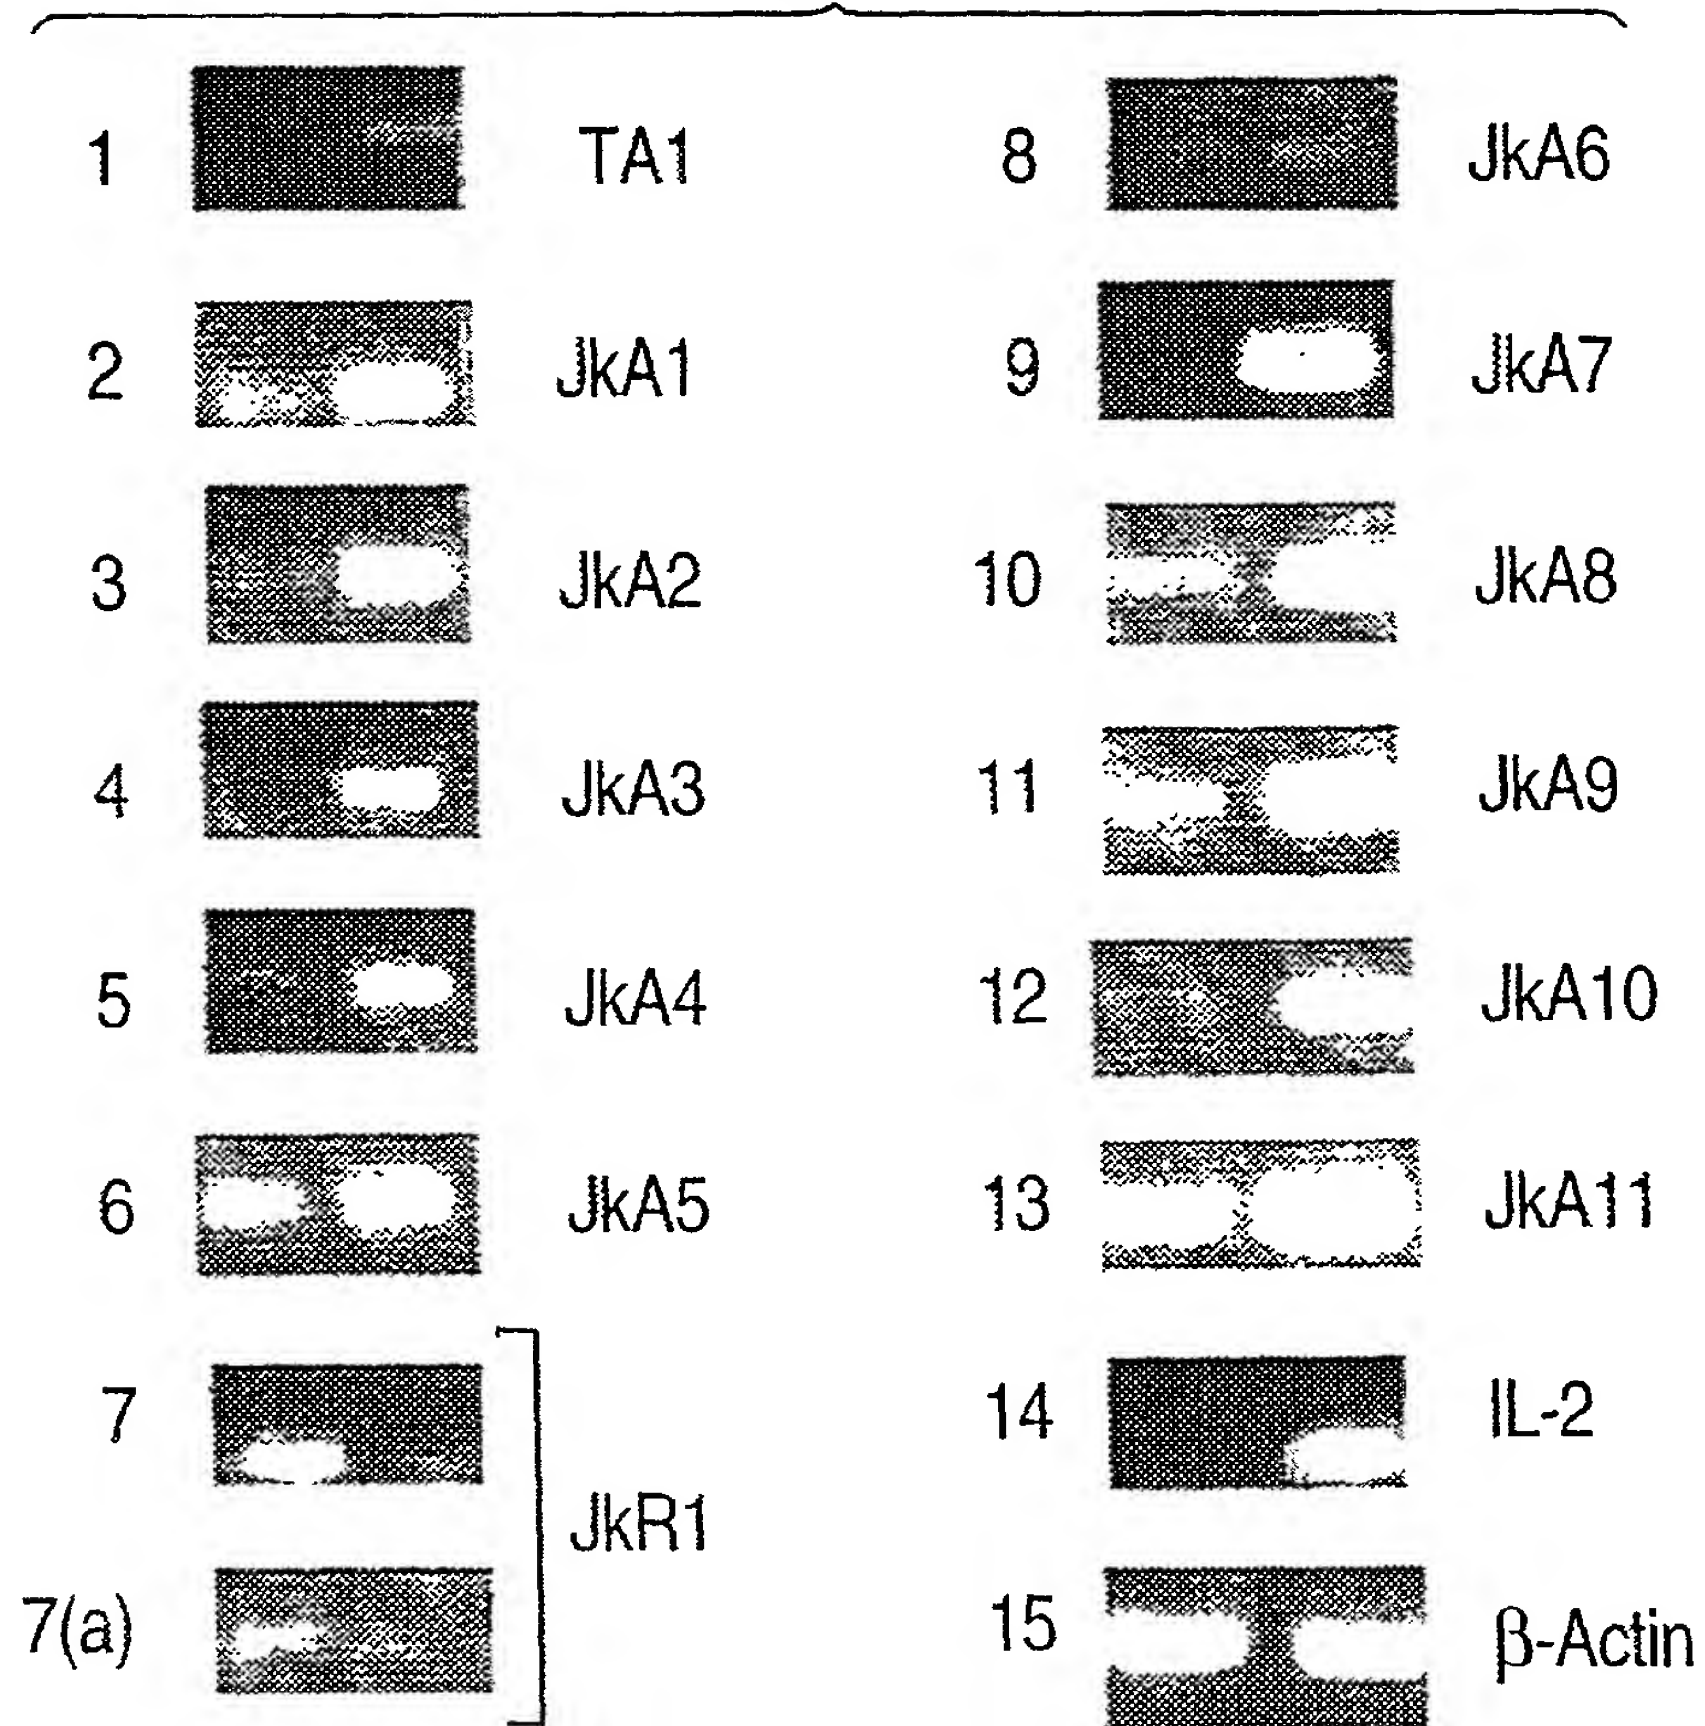 1 TA1
2 JkA1
3 JkA2
4 JkA3
5 JkA4
6 JkA5
7
JkR1
7(a)
8 JkA6
9 JkA7
10 JkA8
11 JkA9
12 JkA10
13 JkA11
14 IL-2
15 β-Actin